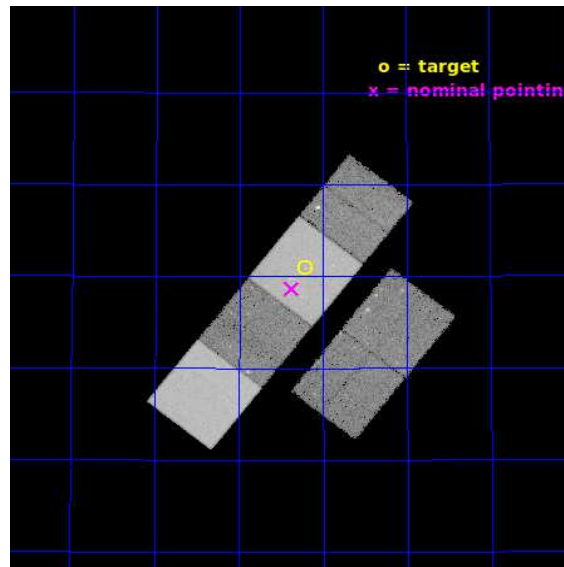 o = target
x = nominal pointin